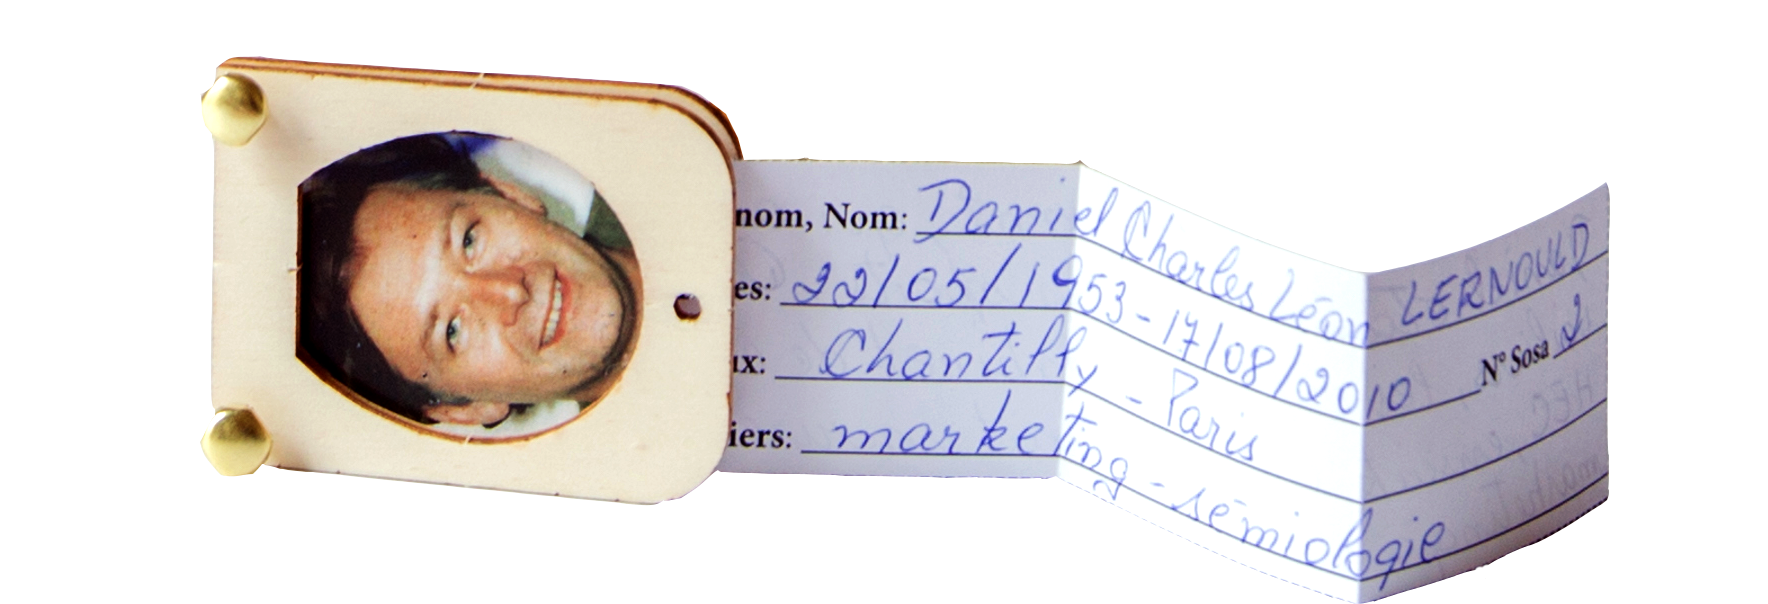 nom, Nom: Daniel Charles Léon LERNOULD
es: 22/05/1953 - 17/08/2010 N° Sosa 2
ux: Chantilly - Paris
iers: marketing - sémiologie